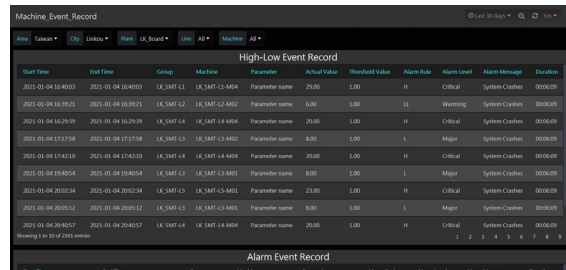 Machine_Event_Record
Last 30 days 5m
Area Taiwan City Linkou Plant LK_Board Line All Machine All
High-Low Event Record
Start Time End Time Group Machine Parameter Actual Value Threshold Value Alarm Rule Alarm Level Alarm Message Duration
2021-01-04 16:40:03 2021-01-04 16:40:03 LK_SMT-L1 LK_SMT-L1-M04 Parameter name 29.00 1.00 H Critical System Crashes 00:06:09
2021-01-04 16:39:21 2021-01-04 16:39:21 LK_SMT-L2 LK_SMT-L2-M02 Parameter name 6.00 1.00 LL Warming System Crashes 00:06:09
2021-01-04 16:29:39 2021-01-04 16:29:39 LK_SMT-L4 LK_SMT-L4-M04 Parameter name 20.00 1.00 H Critical System Crashes 00:06:09
2021-01-04 17:17:58 2021-01-04 17:17:58 LK_SMT-L3 LK_SMT-L3-M02 Parameter name 8.00 1.00 L Major System Crashes 00:06:09
2021-01-04 17:42:10 2021-01-04 17:42:10 LK_SMT-L4 LK_SMT-L4-M04 Parameter name 20.00 1.00 H Critical System Crashes 00:06:09
2021-01-04 19:40:54 2021-01-04 19:40:54 LK_SMT-L3 LK_SMT-L3-M01 Parameter name 8.00 1.00 L Major System Crashes 00:06:09
2021-01-04 20:02:34 2021-01-04 20:02:34 LK_SMT-L5 LK_SMT-L5-M01 Parameter name 23.00 1.00 H Critical System Crashes 00:06:09
2021-01-04 20:05:12 2021-01-04 20:05:12 LK_SMT-L3 LK_SMT-L3-M01 Parameter name 8.00 1.00 L Major System Crashes 00:06:09
2021-01-04 20:40:57 2021-01-04 20:40:57 LK_SMT-L4 LK_SMT-L4-M04 Parameter name 20.00 1.00 H Critical System Crashes 00:06:09
Showing 1 to 10 of 2161 entries 1 2 3 4 5 6 7 8 9
Alarm Event Record